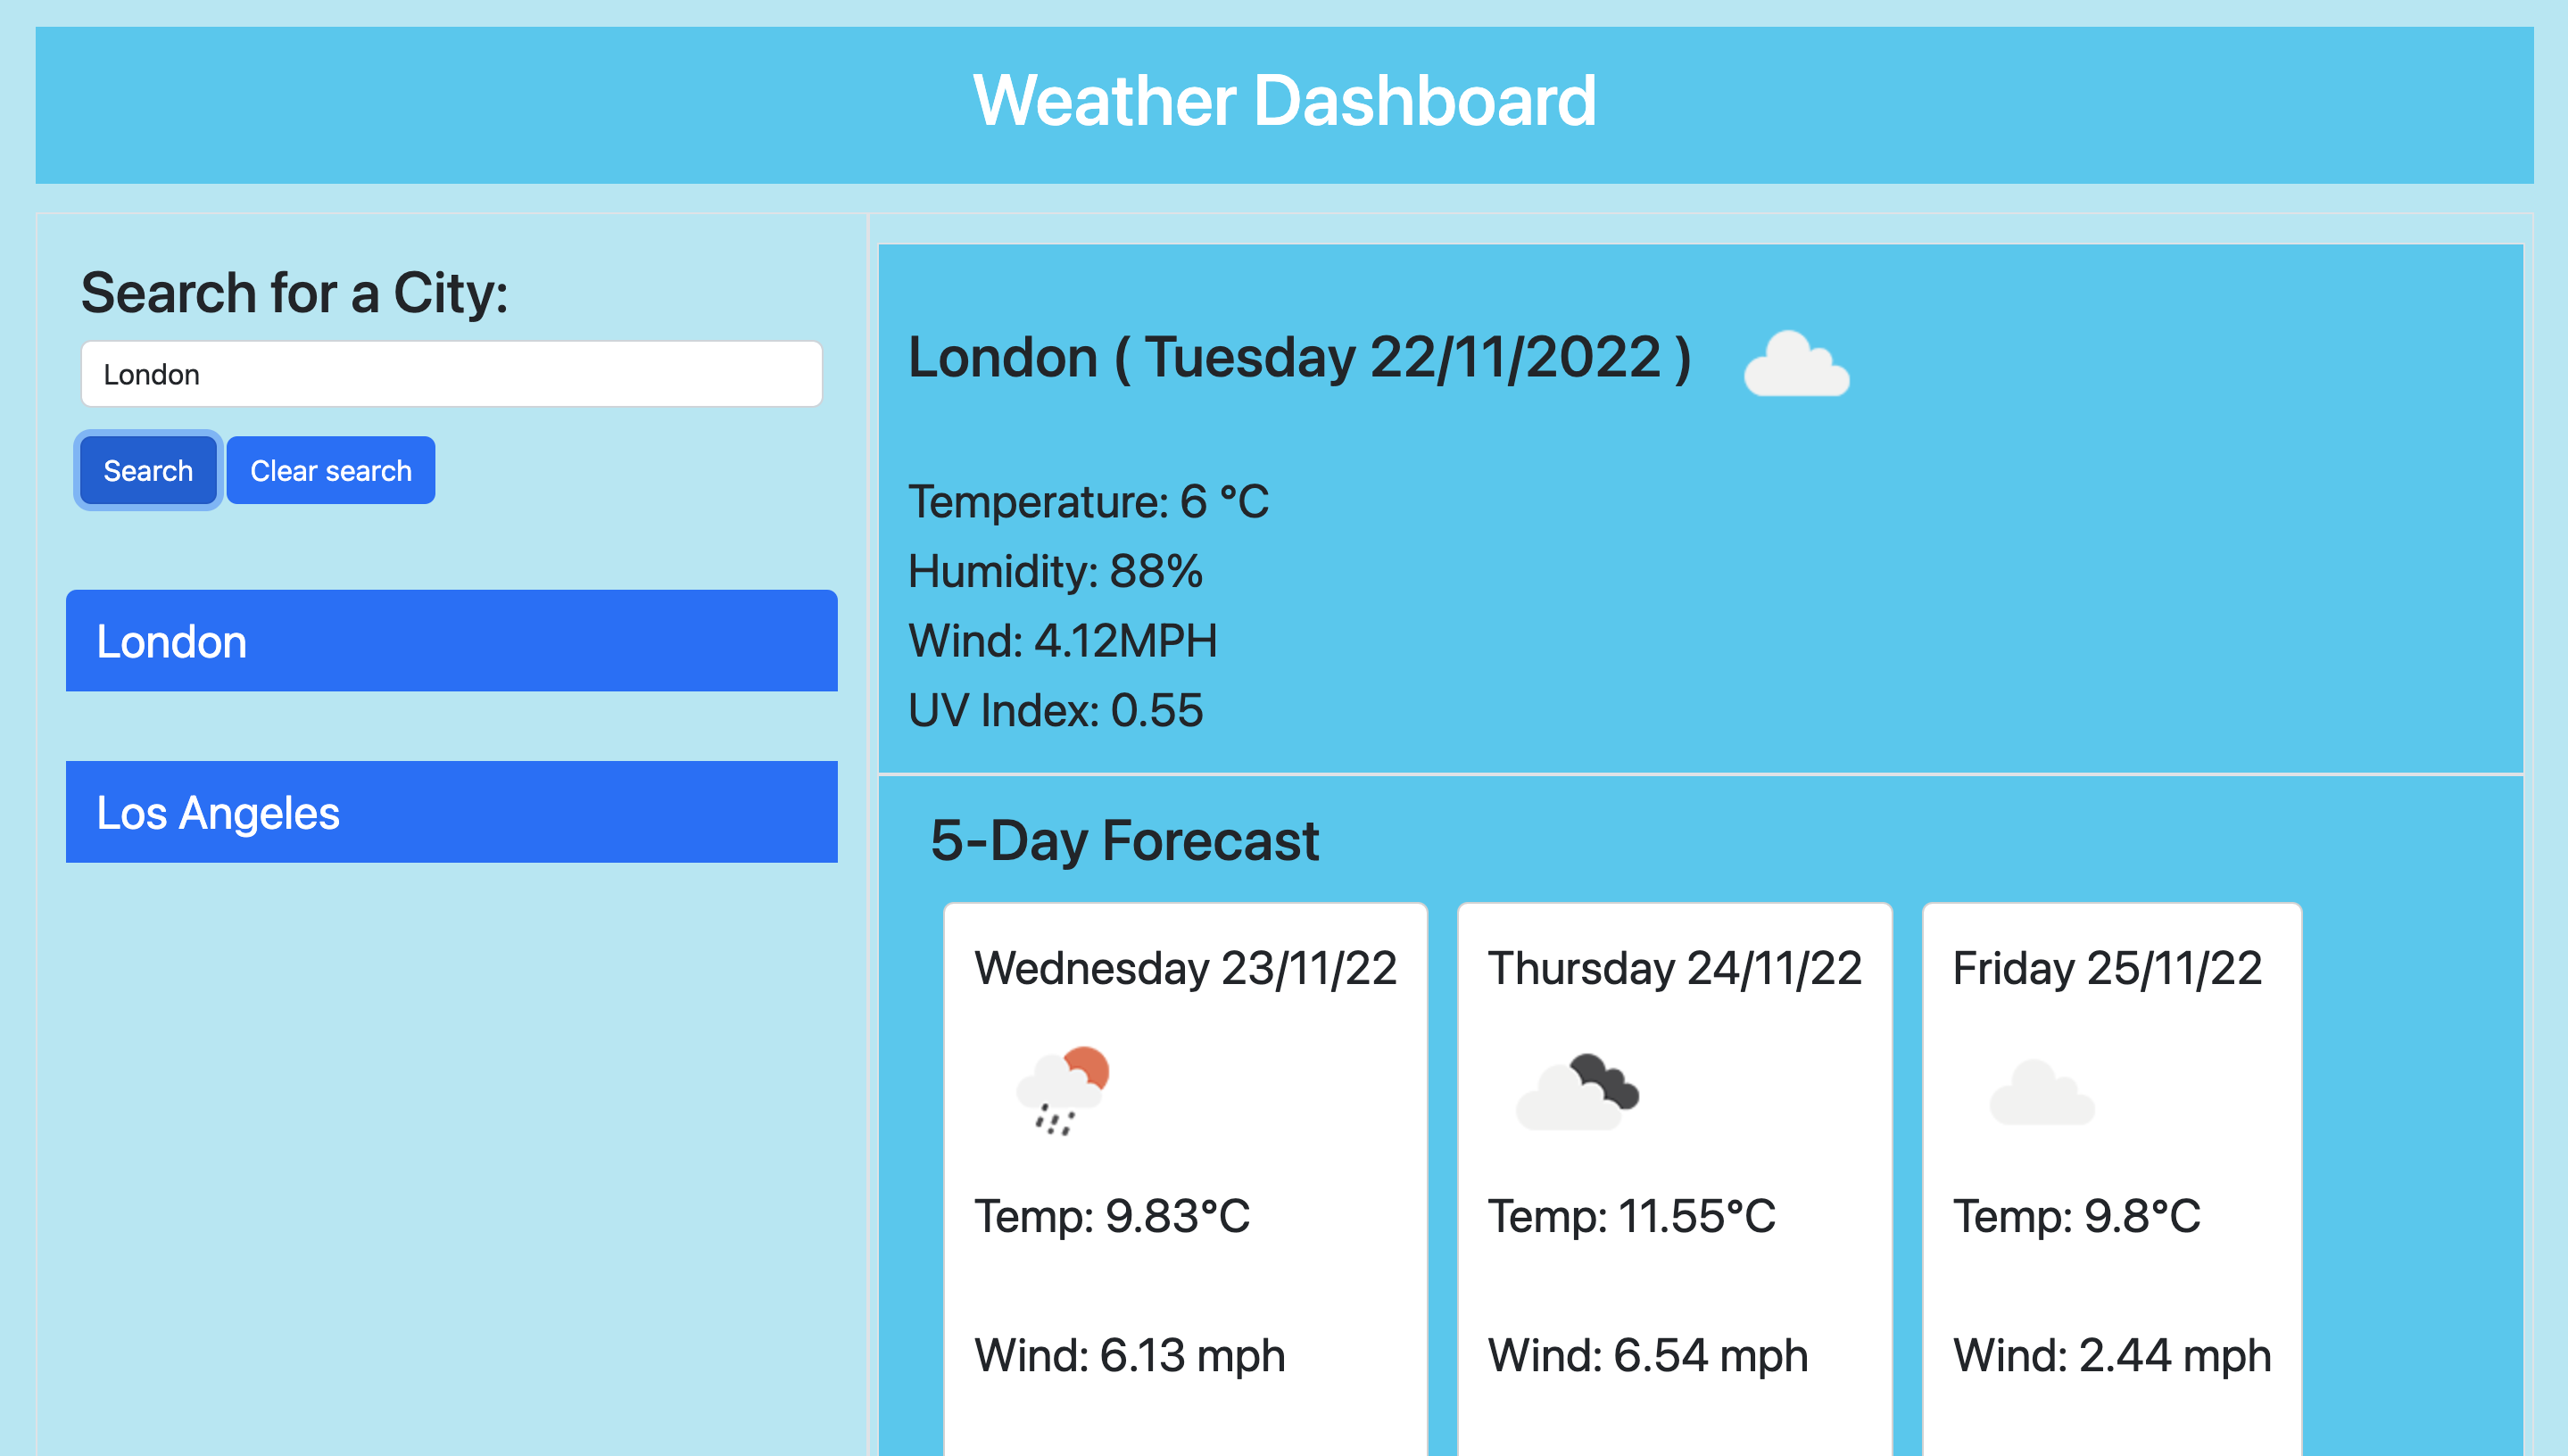 Weather Dashboard
Search for a City:
London
Search
Clear search
London
Los Angeles
London ( Tuesday 22/11/2022 )
Temperature: 6 °C
Humidity: 88%
Wind: 4.12MPH
UV Index: 0.55
5-Day Forecast
Wednesday 23/11/22
Temp: 9.83°C
Wind: 6.13 mph
Thursday 24/11/22
Temp: 11.55°C
Wind: 6.54 mph
Friday 25/11/22
Temp: 9.8°C
Wind: 2.44 mph